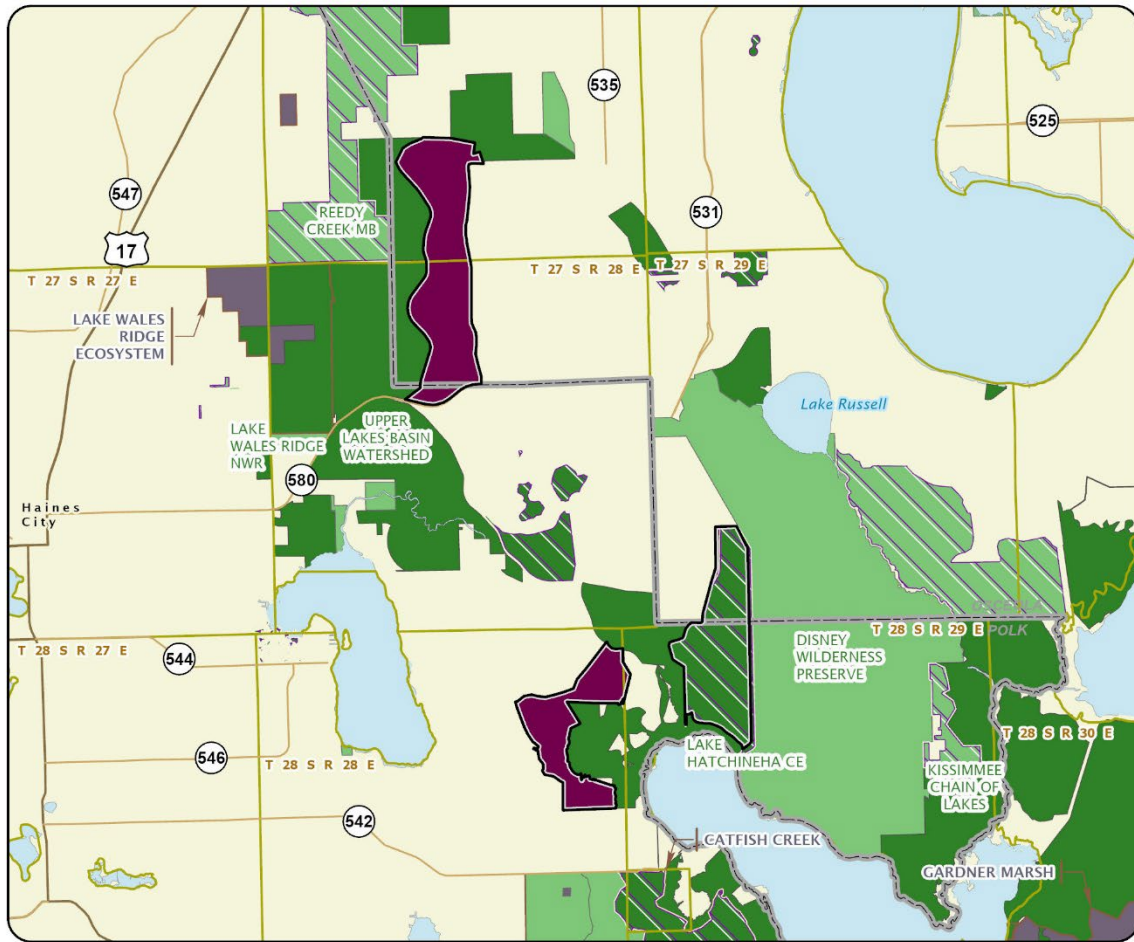 535
525
547
17
REEDY
CREEK MB
531
T 27 S R 27 E
T 27 S R 28 E
T 27 S R 29 E
LAKE WALES
RIDGE
ECOSYSTEM
Lake Russell
LAKE
WALES RIDGE
NWR
UPPER
LAKES BASIN
WATERSHED
580
Haines
City
OSCEOLA
POLK
T 28 S R 27 E
544
T 28 S R 29 E
DISNEY
WILDERNESS
PRESERVE
T 28 S R 30 E
546
T 28 S R 28 E
LAKE
HATCHINEHA CE
KISSIMMEE
CHAIN OF
LAKES
542
CATFISH CREEK
GARDNER MARSH